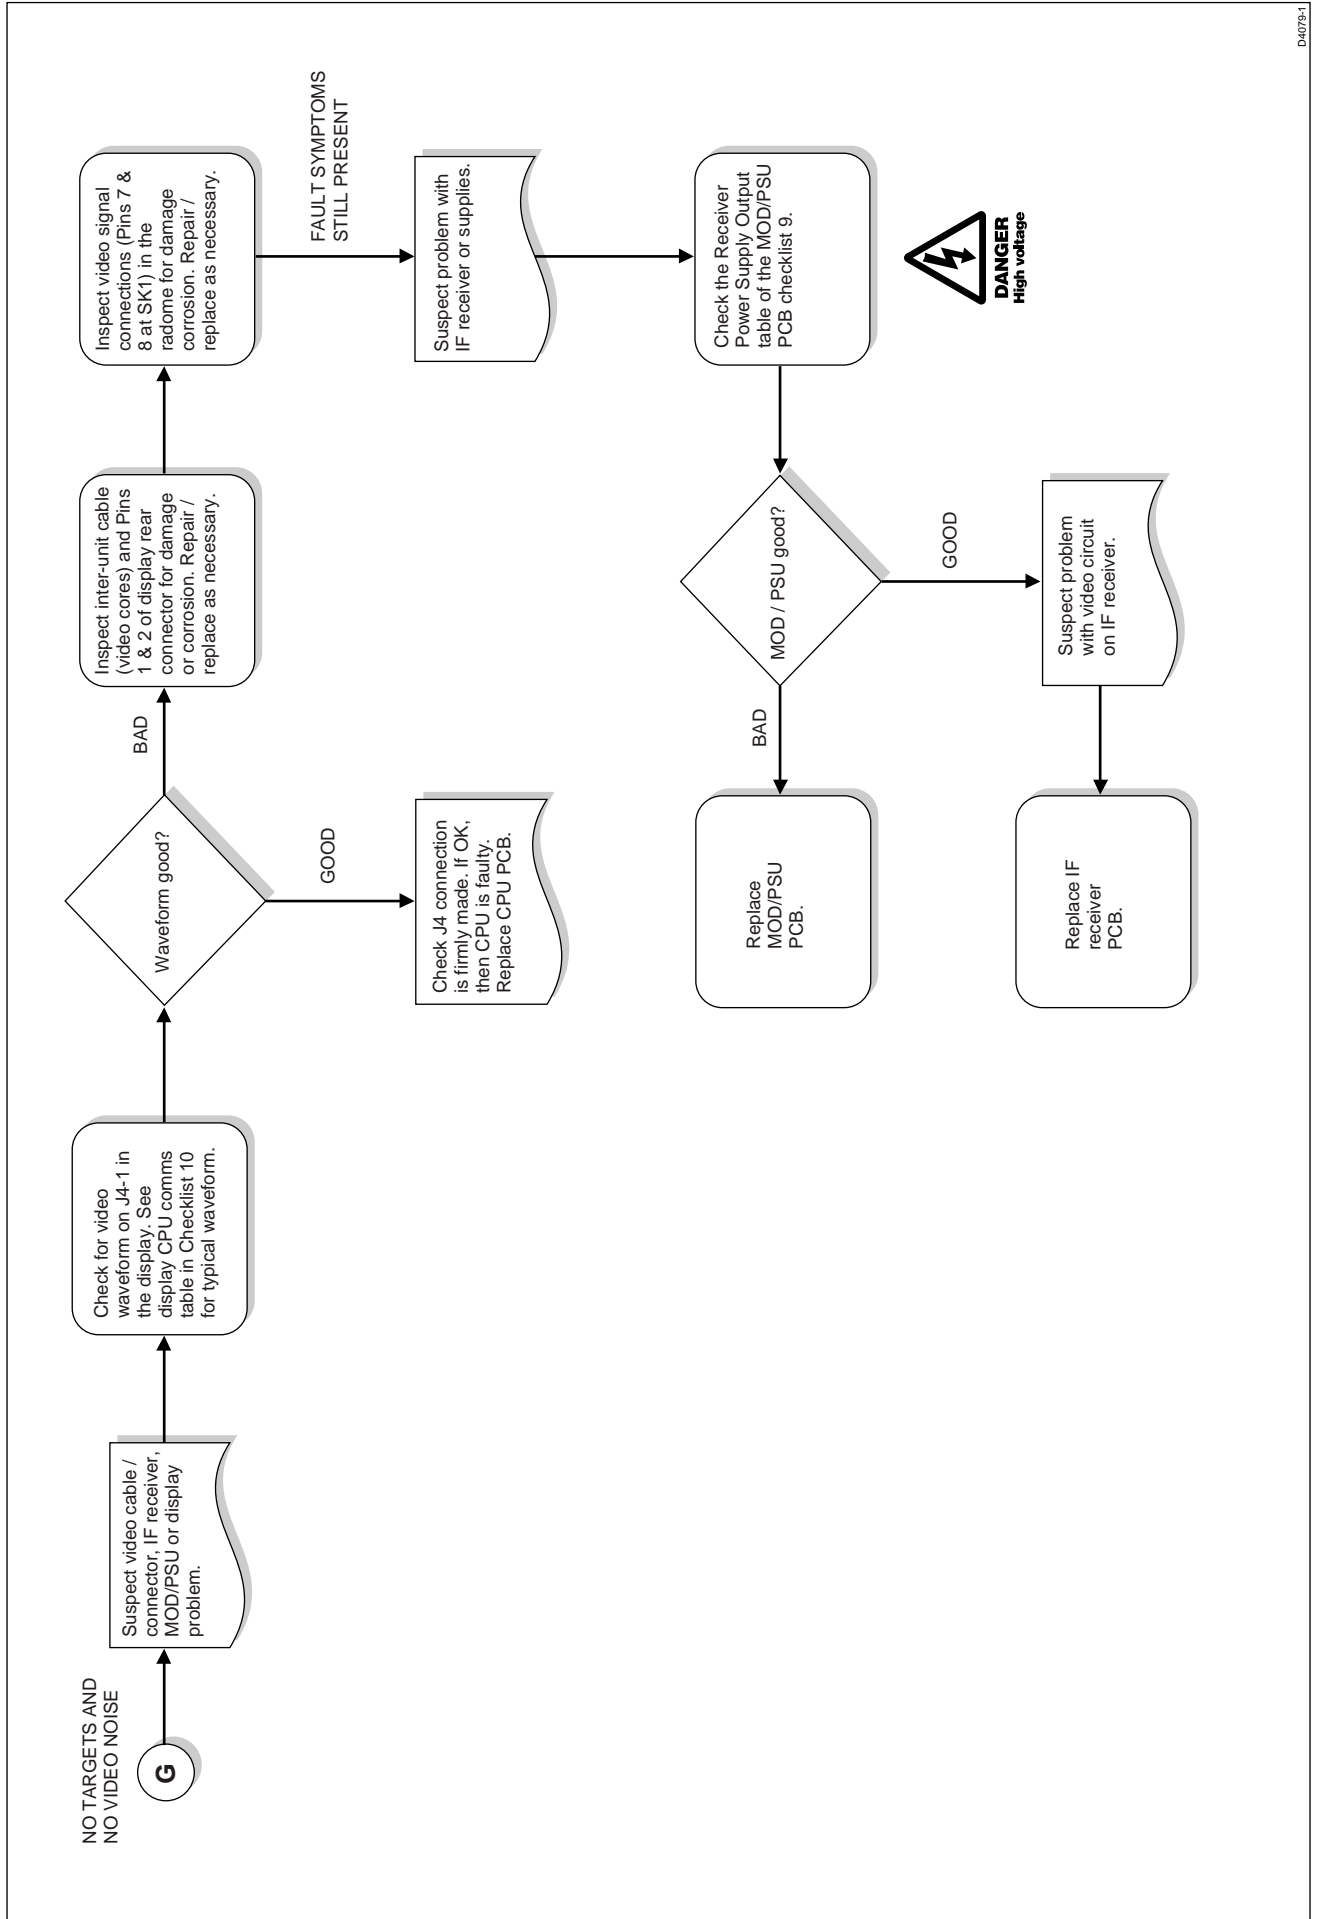 NO TARGETS AND
NO VIDEO NOISE
G
Suspect video cable /
connector, IF receiver,
MOD/PSU or display
problem.
Check for video
waveform on J4-1 in
the display. See
display CPU comms
table in Checklist 10
for typical waveform.
Waveform good?
BAD
Inspect inter-unit cable
(video cores) and Pins
1 & 2 of display rear
connector for damage
or corrosion. Repair /
replace as necessary.
Inspect video signal
connections (Pins 7 &
8 at SK1) in the
radome for damage
corrosion. Repair /
replace as necessary.
GOOD
Check J4 connection
is firmly made. If OK,
then CPU is faulty.
Replace CPU PCB.
FAULT SYMPTOMS
STILL PRESENT
Suspect problem with
IF receiver or supplies.
Check the Receiver
Power Supply Output
table of the MOD/PSU
PCB checklist 9.
DANGER
High voltage
MOD / PSU good?
BAD
Replace
MOD/PSU
PCB.
GOOD
Suspect problem
with video circuit
on IF receiver.
Replace IF
receiver
PCB.
D4079-1